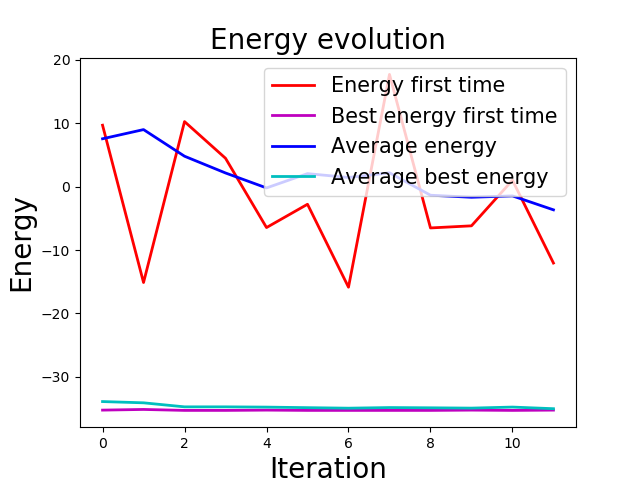 Energy evolution
20
10
0
−10
−20
−30
Energy
Energy first time
Best energy first time
Average energy
Average best energy
0 2 4 6 8 10
Iteration